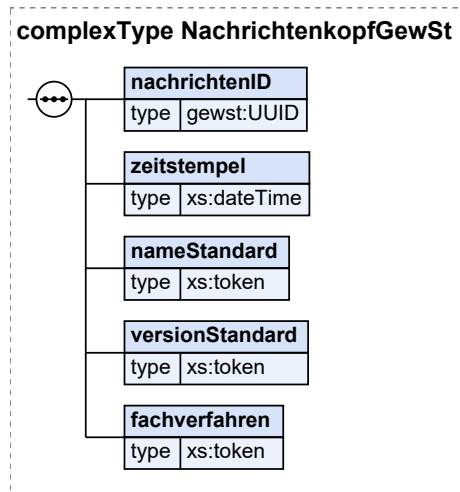 complexType NachrichtenkopfGewSt
nachrichtenID
type gewst:UUID
zeitstempel
type xs:dateTime
nameStandard
type xs:token
versionStandard
type xs:token
fachverfahren
type xs:token